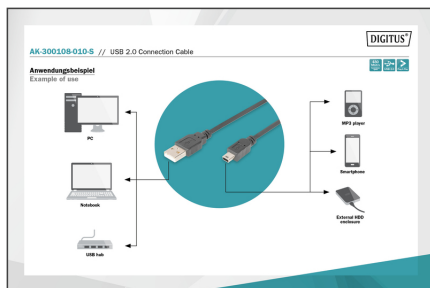 DIGITUS®
AK-300108-010-S // USB 2.0 Connection Cable
Anwendungsbeispiel
Example of use
PC
MP3 player
Smartphone
Notebook
External HDD
enclosure
USB hub